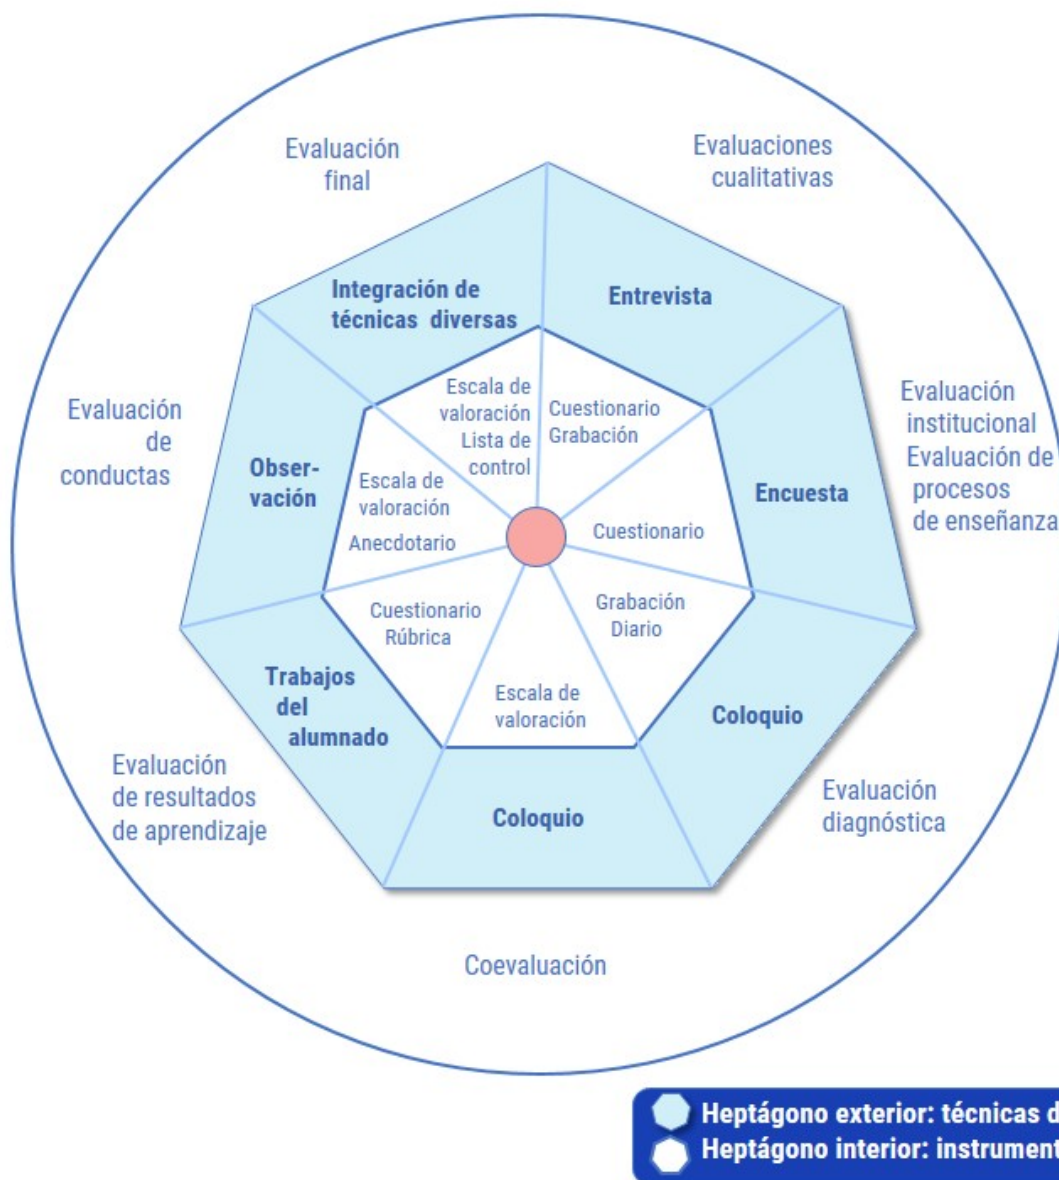 Evaluación
final
Evaluaciones
cualitativas
Integración de
técnicas diversas
Entrevista
Escala de
valoración
Lista de
control
Cuestionario
Grabación
Evaluación
de
conductas
Evaluación
institucional
Evaluación de
procesos
de enseñanza
Obser-
vación
Escala de
valoración
Anecdotario
Cuestionario
Encuesta
Cuestionario
Rúbrica
Grabación
Diario
Trabajos
del
alumnado
Escala de
valoración
Coloquio
Evaluación
de resultados
de aprendizaje
Coloquio
Evaluación
diagnóstica
Coevaluación
Heptágono exterior: técnicas d
Heptágono interior: instrument